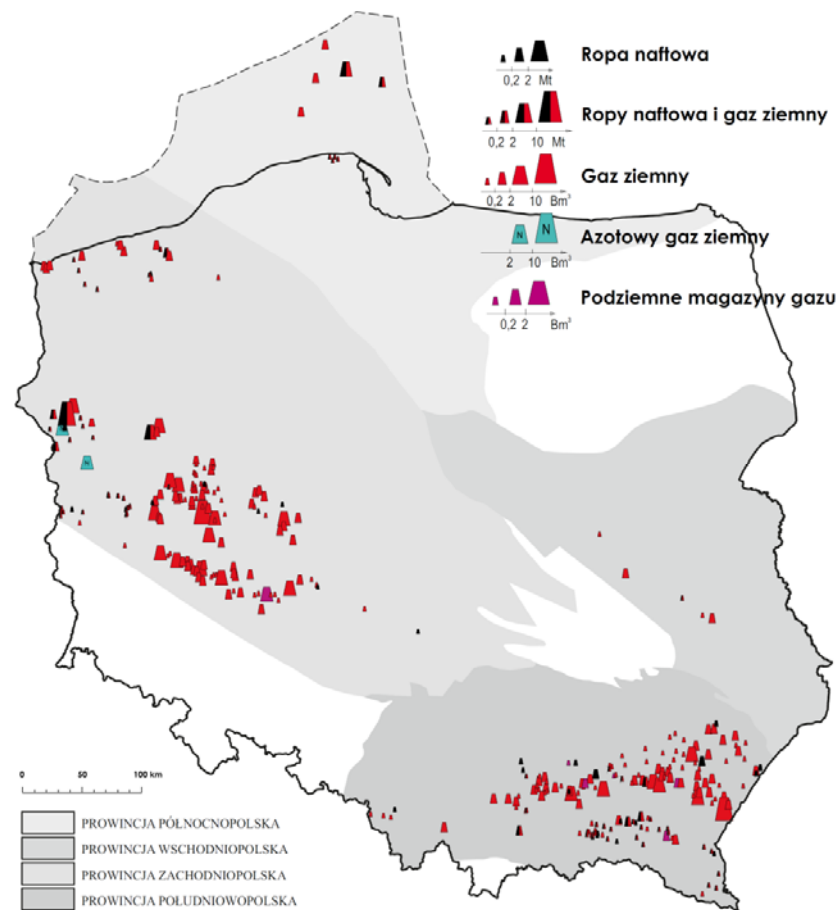 Ropa naftowa
0,2 2 Mt
Ropy naftowa i gaz ziemny
0,2 2 10 Mt
Gaz ziemny
0.2 2 10 Bm³
N N
Azotowy gaz ziemny
2 10 Bm³
Podziemne magazyny gazu
0,2 2 Bm³
N
0 50 100 km
PROWINCJA PÓŁNOCNOPOLSKA
PROWINCJA WSCHODNIOPOLSKA
PROWINCJA ZACHODNIOPOLSKA
PROWINCJA POŁUDNIOWOPOLSKA